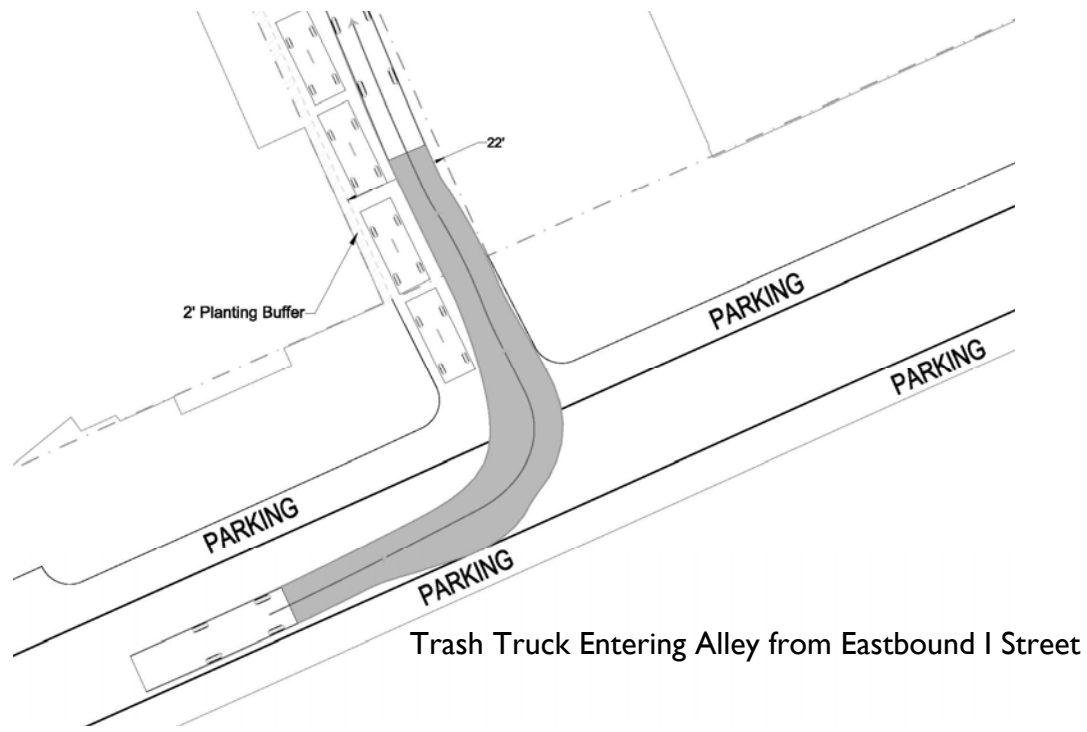 22'
2' Planting Buffer
PARKING
PARKING
PARKING
PARKING
Trash Truck Entering Alley from Eastbound I Street